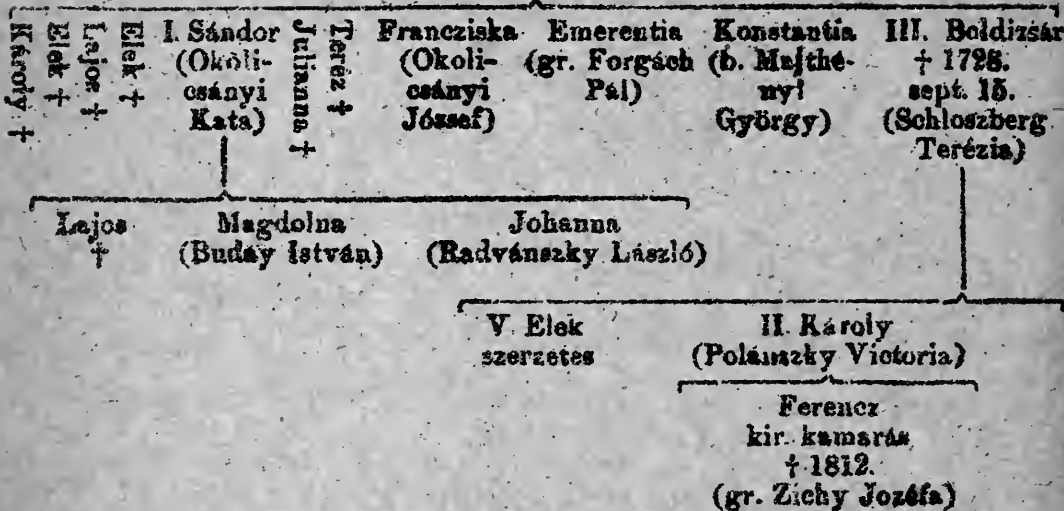 Károly †
Elek †
Lajos †
Elek †
I. Sándor
(Okoli-
csányi
Kata)
Julianna †
Teréz †
Francziska
(Okoli-
csányi
József)
Emerentia
(gr. Forgách
Pál)
Konstantia
(b. Majthé-
nyi
György)
III. Boldizsár
† 1728.
sept. 15.
(Schloszberg
Terézia)
Lajos
†
Magdolna
(Buday István)
Johanna
(Radvánszky László)
V. Elek
szerzetes
II. Károly
(Polánszky Victoria)
Ferencz
kir. kamarás
† 1812.
(gr. Zichy Jozéfa)